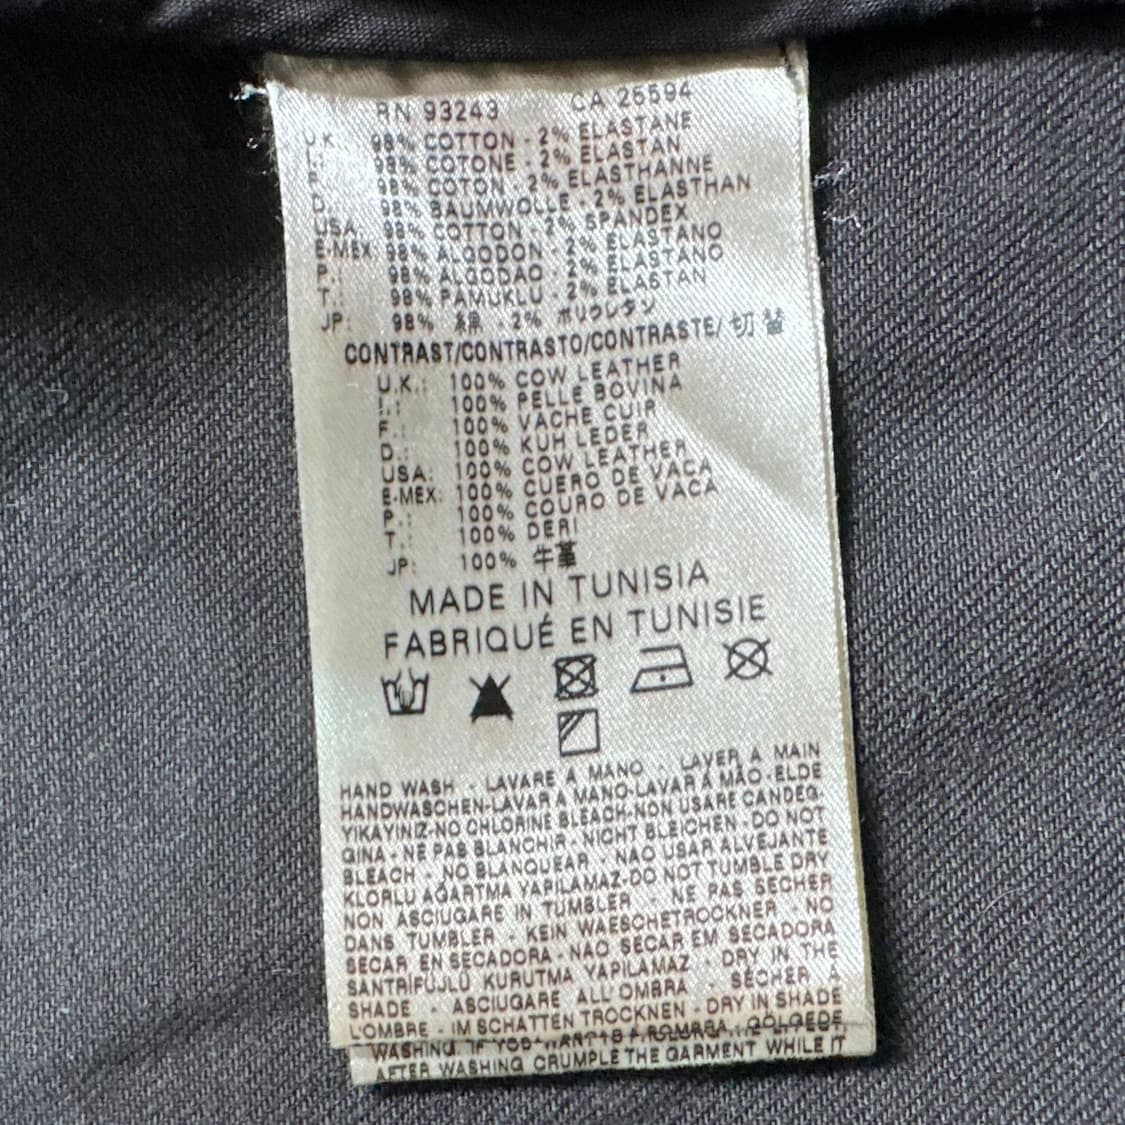 RN 93243 CA 26594
U.K.: 98% COTTON - 2% ELASTANE
I.: 98% COTONE - 2% ELASTAN
F.: 98% COTON - 2% ELASTHANNE
D.: 98% BAUMWOLLE - 2% ELASTHAN
USA: 98% COTTON - 2% SPANDEX
E-MEX: 98% ALGODON - 2% ELASTANO
P.: 98% ALGODAO - 2% ELASTANO
T.: 98% PAMUKLU - 2% ELASTAN
JP: 98% 綿 - 2% ポリウレタン
CONTRAST/CONTRASTO/CONTRASTE/ 切替
U.K.: 100% COW LEATHER
I.: 100% PELLE BOVINA
F.: 100% VACHE CUIR
D.: 100% KUH LEDER
USA: 100% COW LEATHER
E-MEX: 100% CUERO DE VACA
P.: 100% COURO DE VACA
T.: 100% DERI
JP: 100% 牛革
MADE IN TUNISIA
FABRIQUÉ EN TUNISIE
HAND WASH - LAVARE A MANO - LAVER A MAIN
HANDWASCHEN-LAVAR A MANO-LAVAR A MÃO-ELDE
YIKAYINIZ-NO CHLORINE BLEACH-NON USARE CANDEG.
GINA - NE PAS BLANCHIR - NICHT BLEICHEN - DO NOT
BLEACH - NO BLANQUEAR - NAO USAR ALVEJANTE
KLORLU AĞARTMA YAPILAMAZ-DO NOT TUMBLE DRY
NON ASCIUGARE IN TUMBLER - NE PAS SECHER
DANS TUMBLER - KEIN WAESCHETROCKNER - NO
SECAR EN SECADORA - NAO SECAR EM SECADORA
SANTRİFUJLU KURUTMA YAPILAMAZ - DRY IN THE
SHADE - ASCIUGARE ALL'OMBRA - SÉCHER A
L'OMBRE - IM SCHATTEN TROCKNEN - DRY IN SHADE
GÖLGEDE
WASHING IF YOU
AFTER WASHING CRUMPLE THE GARMENT WHILE IT